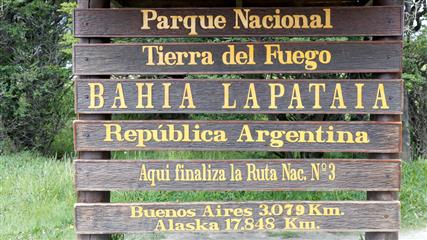 Parque Nacional
Tierra del Fuego
BAHIA LAPATAIA
República Argentina
Aqui finaliza la Ruta Nac. N° 3
Buenos Aires 3.079 Km.
Alaska 17.848 Km.